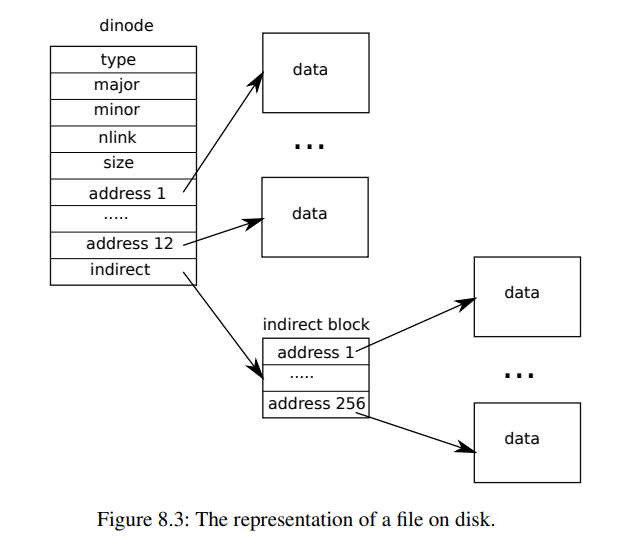 dinode
type
major
minor
nlink
size
address 1
.....
address 12
indirect
data
...
data
indirect block
address 1
.....
address 256
data
...
data
Figure 8.3: The representation of a file on disk.